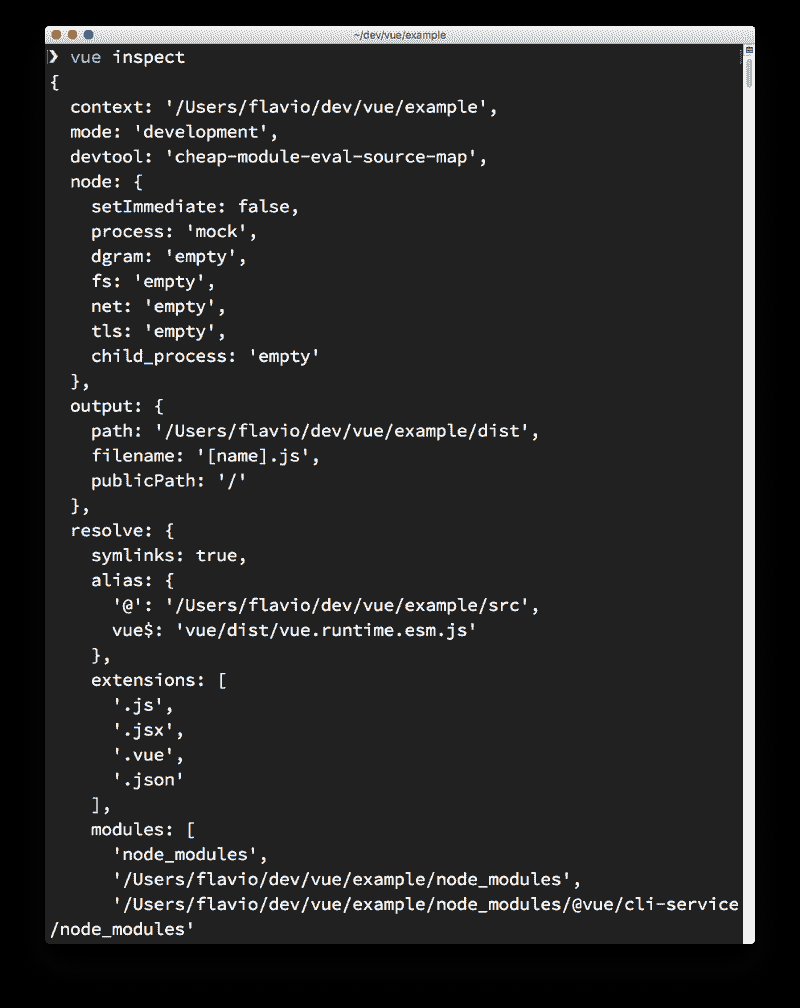 ~/dev/vue/example
❯ vue inspect
{
  context: '/Users/flavio/dev/vue/example',
  mode: 'development',
  devtool: 'cheap-module-eval-source-map',
  node: {
    setImmediate: false,
    process: 'mock',
    dgram: 'empty',
    fs: 'empty',
    net: 'empty',
    tls: 'empty',
    child_process: 'empty'
  },
  output: {
    path: '/Users/flavio/dev/vue/example/dist',
    filename: '[name].js',
    publicPath: '/'
  },
  resolve: {
    symlinks: true,
    alias: {
      '@': '/Users/flavio/dev/vue/example/src',
      vue$: 'vue/dist/vue.runtime.esm.js'
    },
    extensions: [
      '.js',
      '.jsx',
      '.vue',
      '.json'
    ],
    modules: [
      'node_modules',
      '/Users/flavio/dev/vue/example/node_modules',
      '/Users/flavio/dev/vue/example/node_modules/@vue/cli-service
/node_modules'